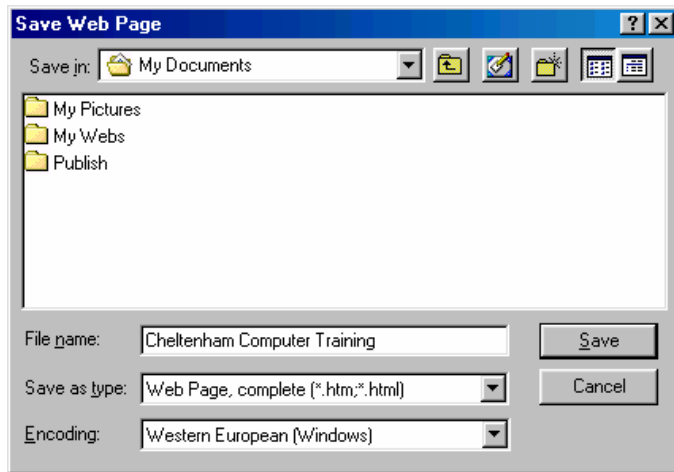 Save Web Page
Save in: My Documents
My Pictures
My Webs
Publish
File name: Cheltenham Computer Training Save
Save as type: Web Page, complete (*.htm;*.html) Cancel
Encoding: Western European (Windows)